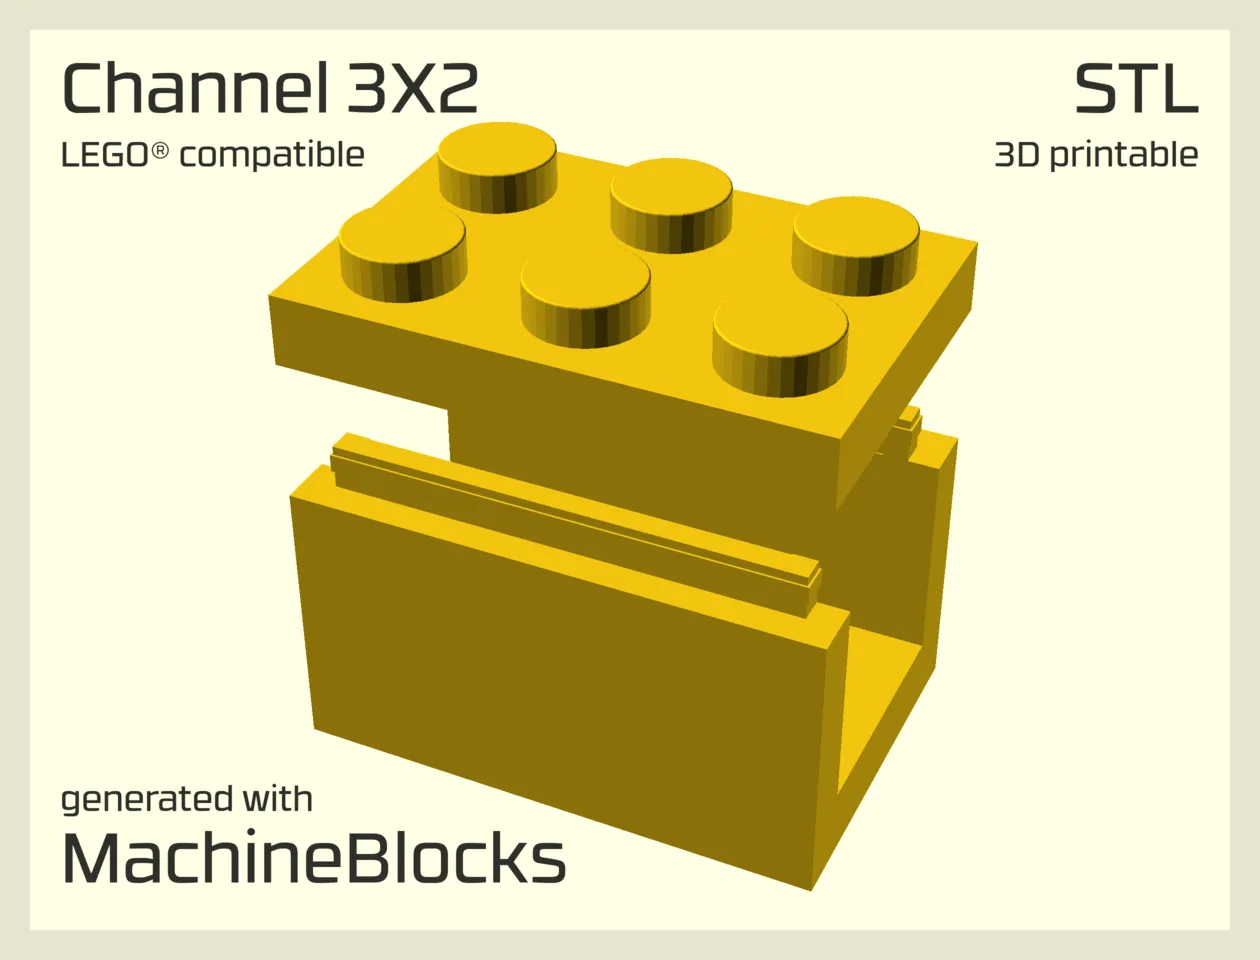 Channel 3X2
STL
LEGO® compatible
3D printable
generated with
MachineBlocks